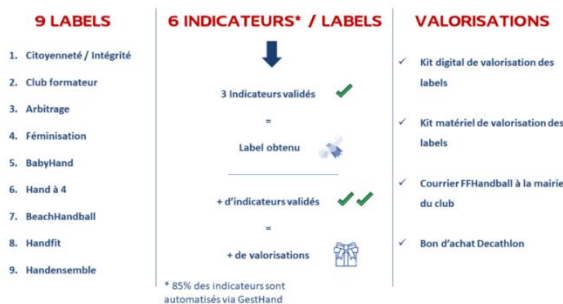 9 LABELS
1. Citoyenneté / Intégrité
2. Club formateur
3. Arbitrage
4. Féminisation
5. BabyHand
6. Hand à 4
7. BeachHandball
8. Handfit
9. Handensemble
6 INDICATEURS* / LABELS
3 Indicateurs validés
=
Label obtenu
+ d'indicateurs validés
=
+ de valorisations
* 85% des indicateurs sont
automatisés via GestHand
VALORISATIONS
✓ Kit digital de valorisation des
labels
✓ Kit matériel de valorisation des
labels
✓ Courrier FFHandball à la mairie
du club
✓ Bon d'achat Decathlon